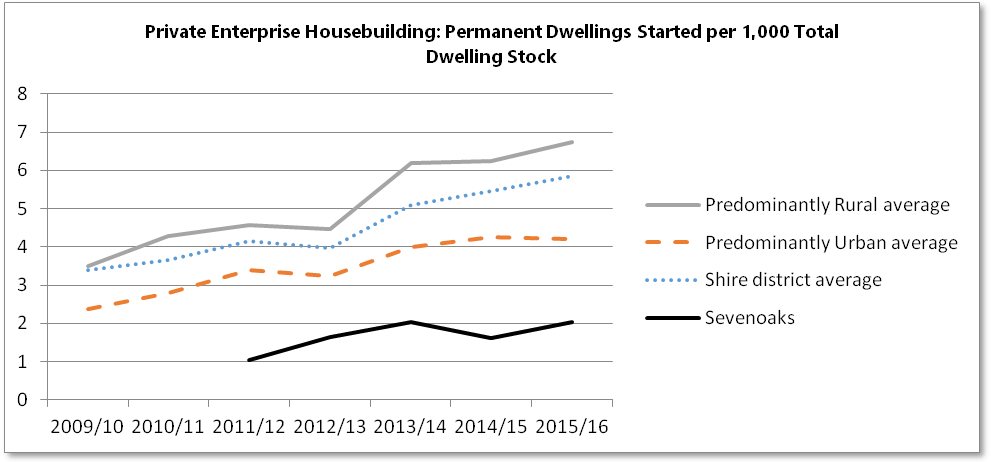 Private Enterprise Housebuilding: Permanent Dwellings Started per 1,000 Total
Dwelling Stock
8
7
6
5
4
3
2
1
0
2009/10 2010/11 2011/12 2012/13 2013/14 2014/15 2015/16
Predominantly Rural average
Predominantly Urban average
Shire district average
Sevenoaks